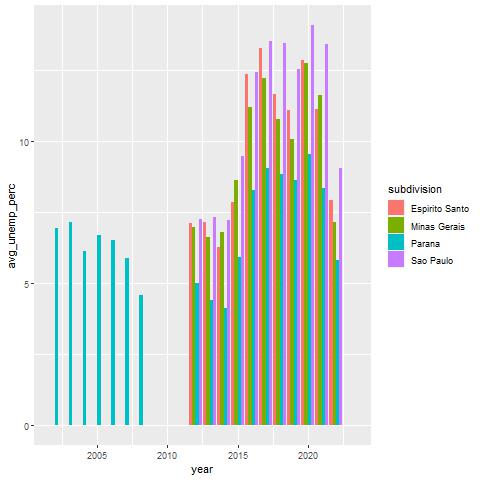 avg_unemp_perc
10
5
0
2005
2010
2015
2020
year
subdivision
Espirito Santo
Minas Gerais
Parana
Sao Paulo